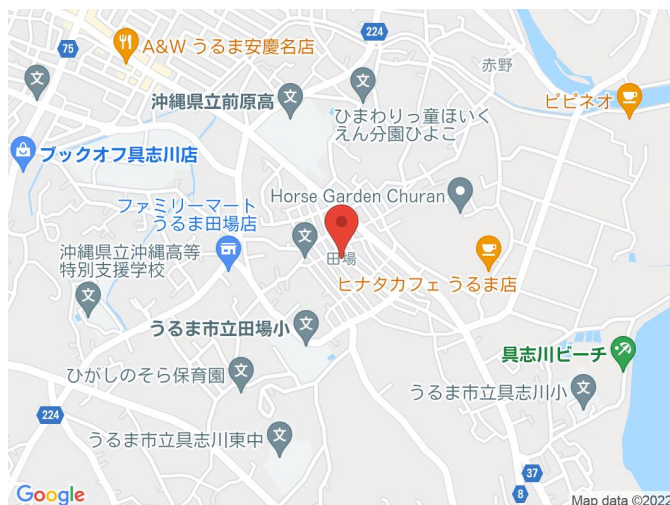 224
75
A&W うるま安慶名店
赤野
沖縄県立前原高
ひまわりっ童ほいく
えん分園ひよこ
ピピネオ
ブックオフ具志川店
Horse Garden Churan
ファミリーマート
うるま田場店
田場
沖縄県立沖縄高等
特別支援学校
ヒナタカフェ うるま店
うるま市立田場小
具志川ビーチ
ひがしのそら保育園
うるま市立具志川小
224
うるま市立具志川東中
37
8
Google
Map data ©2022